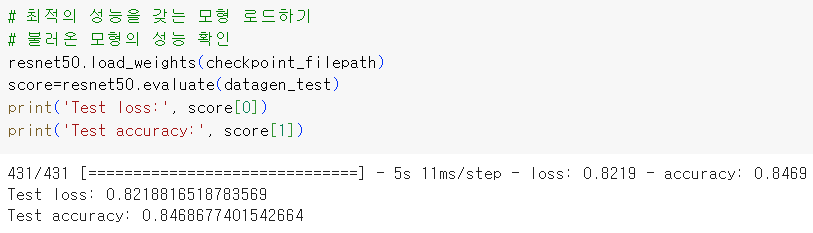 # 최적의 성능을 갖는 모형 로드하기
# 불러온 모형의 성능 확인
resnet50.load_weights(checkpoint_filepath)
score=resnet50.evaluate(datagen_test)
print('Test loss:', score[0])
print('Test accuracy:', score[1])
431/431 [==============================] - 5s 11ms/step - loss: 0.8219 - accuracy: 0.8469
Test loss: 0.8218816518783569
Test accuracy: 0.8468677401542664